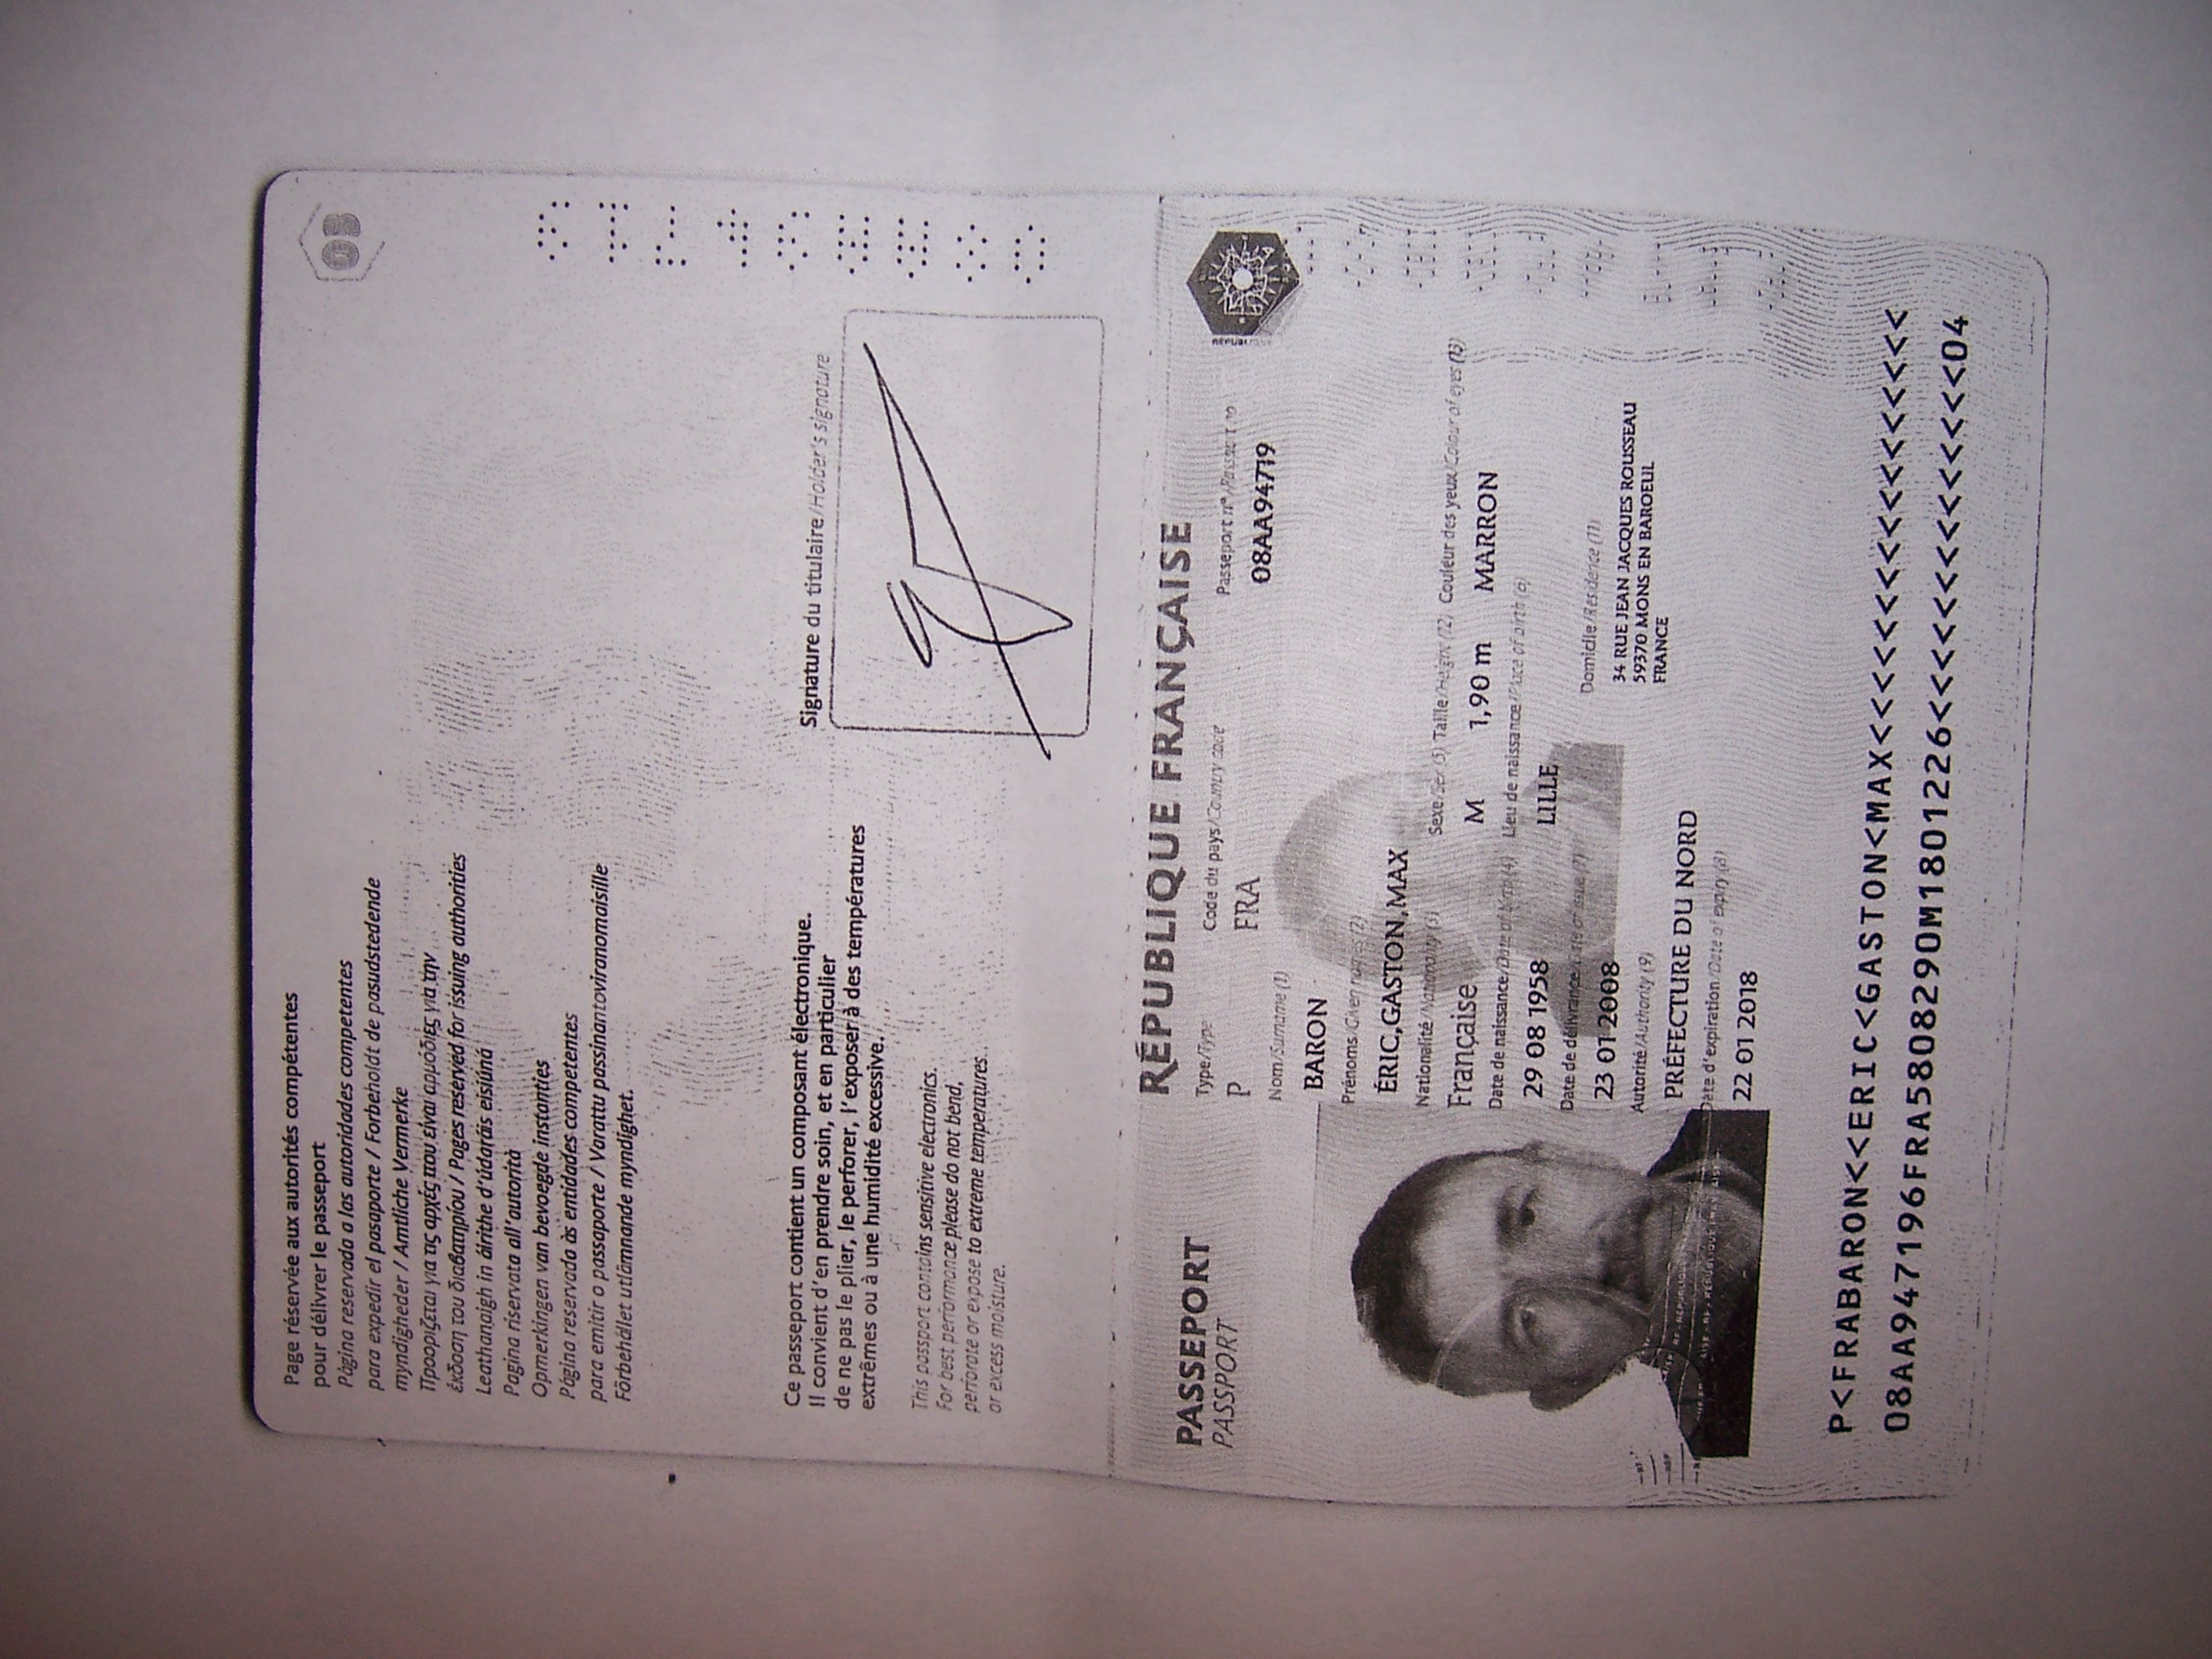 Page réservée aux autorités compétentes
pour délivrer le passeport
Página reservada a las autoridades competentes
para expedir el pasaporte / Forbeholdt de pasudstedende
myndigheder / Amtliche Vermerke
Προορίζεται για τις αρχές που είναι αρμόδιες για την
έκδοση του διαβατηρίου / Pages reserved for issuing authorities
Leathanaigh in áirithe d'údaráis eisiúná
Pagina riservata all'autorità
Opmerkingen van bevoegde instanties
Página reservada às entidades competentes
para emitir o passaporte / Varattu passinantoviranomaisille
Förbehållet utlämnande myndighet.
03
Ce passeport contient un composant électronique.
Il convient d'en prendre soin, et en particulier
de ne pas le plier, le perforer, l'exposer à des températures
extrêmes ou à une humidité excessive.
This passport contains sensitive electronics.
For best performance please do not bend,
perforate or expose to extreme temperatures
or excess moisture.
Signature du titulaire/Holder's signature
RÉPUBLIQUE FRANÇAISE
PASSEPORT
PASSPORT
Type/Type
Code du pays/Country code
Passeport n°/Passport no
P
FRA
08AA94719
Nom/Surname (1)
BARON
Prénoms/Given names (2)
ÉRIC,GASTON,MAX
Nationalité/Nationality (3)
Sexe/Sex (5) Taille/Height (12) Couleur des yeux/Colour of eyes (13)
Française
M 1,90 m MARRON
Date de naissance/Date of birth (4) Lieu de naissance/Place of birth (6)
29 08 1958
LILLE
Date de délivrance/Date of issue (7)
Domicile/Residence (11)
23 01 2008
34 RUE JEAN JACQUES ROUSSEAU
59370 MONS EN BAROEUL
FRANCE
Autorité/Authority (9)
PRÉFECTURE DU NORD
Date d'expiration/Date of expiry (8)
22 01 2018
P<FRABARON<<ERIC<GASTON<MAX<<<<<<<<<<<<<<<<<
08AA947196FRA5808290M1801226<<<<<<<<<<<<<<04